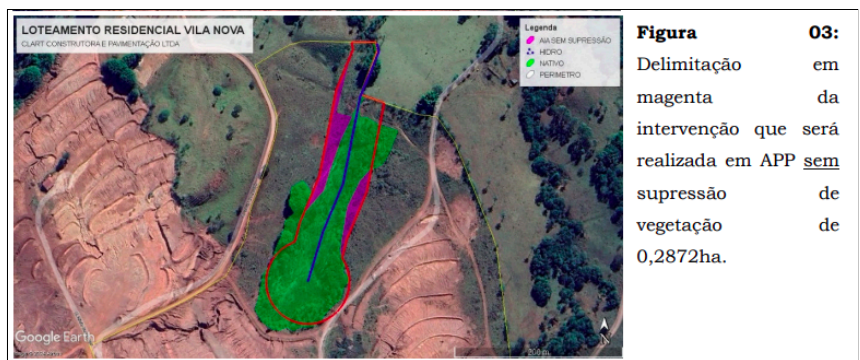 LOTEAMENTO RESIDENCIAL VILA NOVA
CLART CONSTRUTORA E PAVIMENTAÇÃO LTDA
Legenda
AIA SEM SUPRESSÃO
HIDRO
NATIVO
PERIMETRO
Google Earth
200 m
N
Figura 03:
Delimitação em
magenta da
intervenção que será
realizada em APP sem
supressão de
vegetação de
0,2872ha.